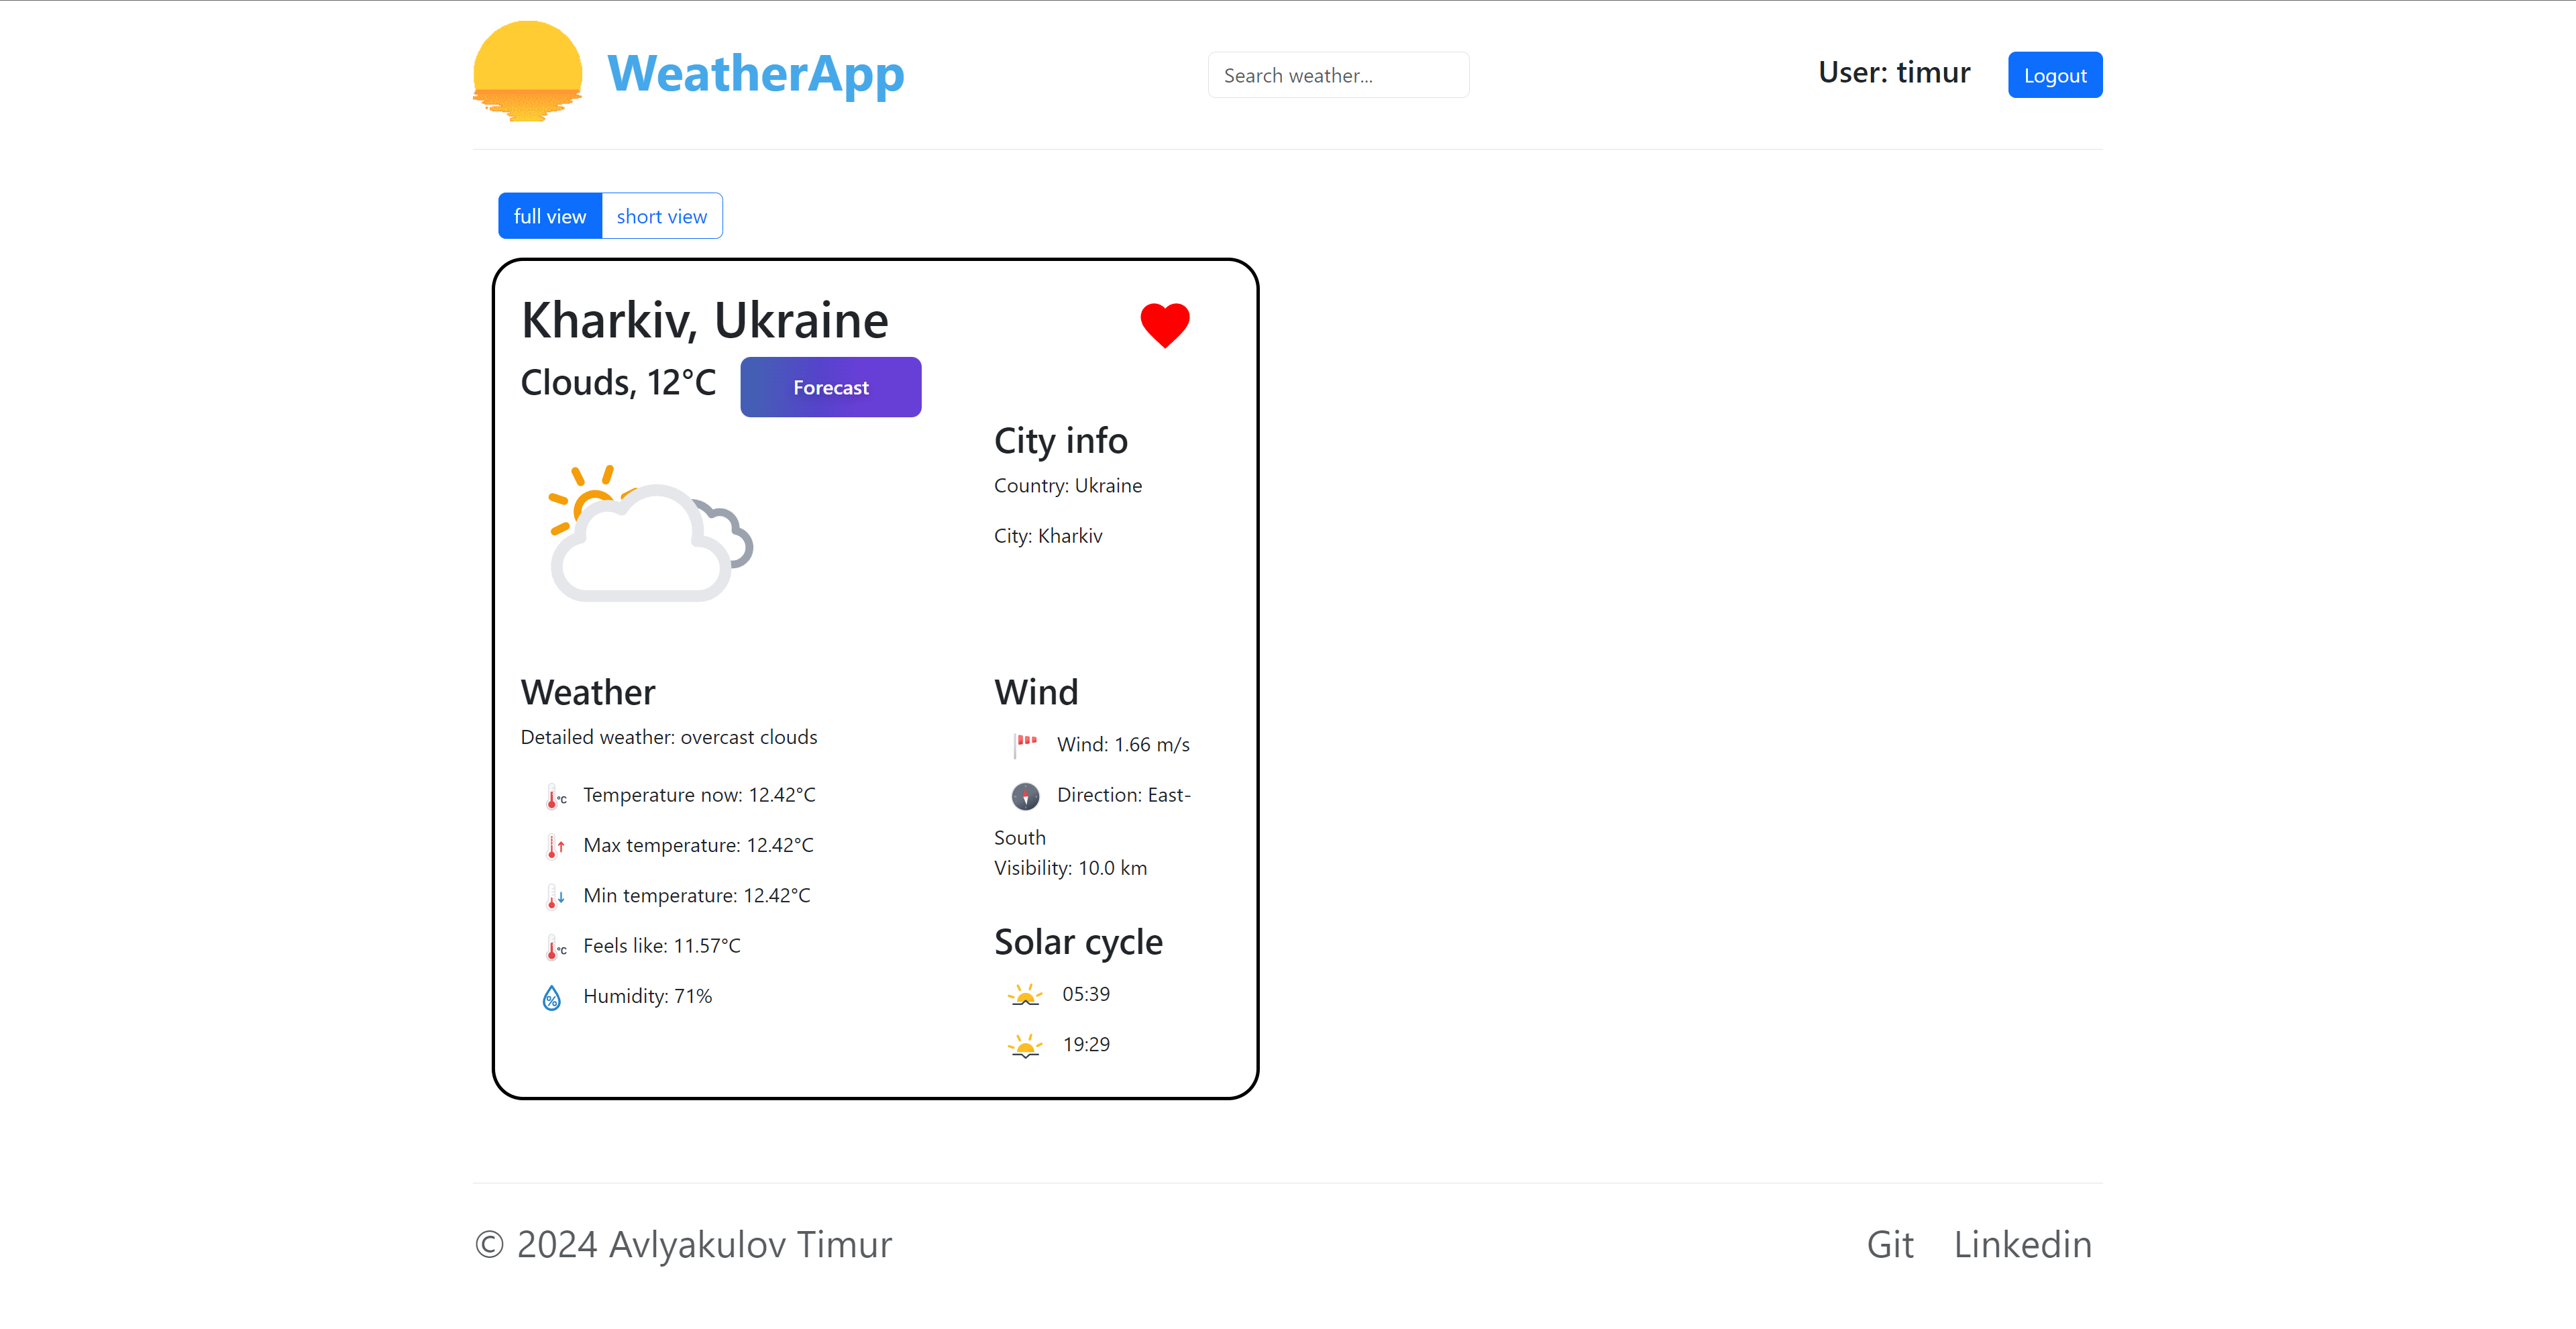 WeatherApp
Search weather...
User: timur
Logout
full view
short view
Kharkiv, Ukraine
Clouds, 12°C
Forecast
City info
Country: Ukraine
City: Kharkiv
Weather
Detailed weather: overcast clouds
°C Temperature now: 12.42°C
Max temperature: 12.42°C
Min temperature: 12.42°C
°C Feels like: 11.57°C
% Humidity: 71%
Wind
Wind: 1.66 m/s
Direction: East-
South
Visibility: 10.0 km
Solar cycle
05:39
19:29
© 2024 Avlyakulov Timur
Git
Linkedin